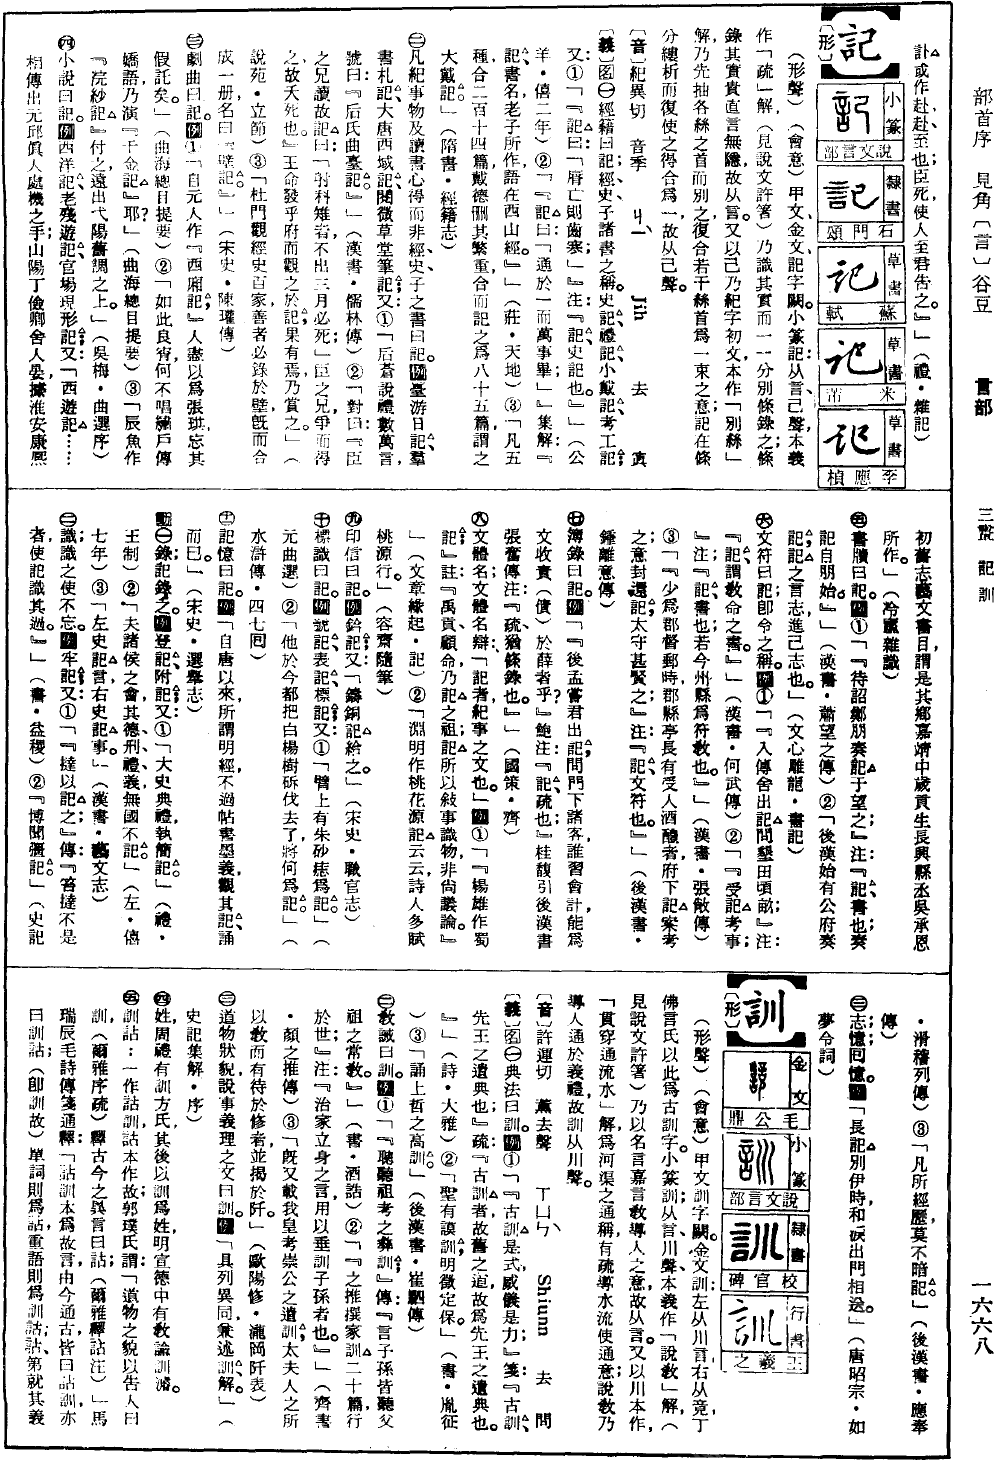 部首序　見角〔言〕谷豆　言部　三畫　記訓　一六六八
訃或作赴赴至也臣死使人至君告之。』」（禮・雜記）
記
〔形〕
小篆　說文言部
隸書　石門頌
草書　蘇軾
草書　米芾
草書　李應楨
（形聲）（會意）甲文金文記字闕。小篆記：从言己聲，本義
作「疏」解（見說文許箸）乃識其實而一一分別條錄之條
錄其實貴直言無隱，故从言。又以己乃紀字初文，本作「別絲」
解，乃先抽各絲之首而別之，復合若干絲首爲一束之意，記在條
分縷析而復使之得合爲一，故从己聲。
〔音〕紀異切　音季　ㄐㄧˋ　Jih　去　寘
〔義〕名㊀經籍曰記，經史子諸書之稱：史記、禮記、小戴記、考工記；
又：①「『記』曰：『脣亡則齒寒』」『注：『記，史記也。』」（公
羊・僖二年）②「『記』曰：『通於一而萬事畢』」集解：『
記，書名，老子所作，語在西山經。』」（莊・天地）③「凡五
種，合二百十四篇，戴德刪其繁重，合而記之，爲八十五篇，謂之
大戴記。」（隋書・經籍志）
㊁凡紀事物及讀書心得而非經史子之書曰記。例臺游日記、羣
書札記、大唐西域記、閱微草堂筆記；又①「后蒼說禮數萬言，
號曰：『后氏曲臺記。』」（漢書・儒林傳）②「對曰：『臣
之兄讀故記，曰：「射科雉者，不出三月必死」，臣之兄爭而得
之，故夭死也。』王命發乎府而觀之，於記果有焉，乃賞之。」（
說苑・立節）③「杜門觀經史百家，善者必錄於壁，旣而合
成一册，名曰『壁記』。」（宋史・陳瓘傳）
㊂劇曲曰記。例①「自元人作『西廂記』，人憲以爲張珙忘其
假託矣。」（曲海總目提要）②「如此良宵，何不唱繡戶傳
嬌語，乃演『千金記』耶？」（曲海總目提要）③「辰魚作
『浣紗記』，付之遠出弋陽舊調之上。」（吳梅・曲選序）
㊃小說曰記。例西洋記、老殘遊記、官場現形記；又：「西遊記……
相傳出元邱眞人處機之手，山陽丁儉卿舍人晏據淮安康熙
初舊志藝文書目，謂是其鄉嘉靖中歲貢生長興縣丞吳承恩
所作。」（冷廬雜識）
㊄書牘曰記。例①「『待詔鄭朋奏記于望之』注：『記，書也；奏
記自朋始。』」（漢書・蕭望之傳）②「後漢始有公府奏
記；記之言志，進己志也。」（文心雕龍・書記）
㊅文符曰記，卽命令之稱。例①「『入傳舍，出記問墾田頃畝』注：
『記謂敎命之書。』」（漢書・何武傳）②「『受記考事
』注：『記，書也；若今州縣爲符敎也。』」（漢書・張敞傳）
③「『少爲郡督郵，時郡縣亭長有受人酒醯者，府下記案考
之，意封還記，太守甚賢之』注：『記，文符也。』」（後漢書・
鍾離意傳）
㊆簿錄曰記。例「『後孟嘗君出記，問門下諸客，誰習會計，能爲
文收責（債）於薛者乎？』鮑注：『記，疏也。』桂馥引後漢書
張奮傳注：『疏猶條錄也。』」（國策・齊）
㊇文體名，文體名辯：「記者，紀事之文也。」例①「『楊雄作蜀
記』註：『禹貢顧命，乃記之祖；記所以敍事識物，非尙議論。』
」（文章緣起・記）②「淵明作桃花源記云云，詩人多賦
桃源行。」（容齋隨筆）
㊈印信曰記。例鈐記；又：「鑄銅記給之。」（宋史・職官志）
㊉標識曰記。例號記、表記、標記；又①「臂上有朱砂痣爲記。」（
元曲選）②「他於今都把白楊樹斫伐去了，將何爲記。」（
水滸傳・四七回）
⑪記憶曰記。例「自唐以來，所謂明經，不過帖書墨義，觀其記誦
而已。」（宋史・選舉志）
動㊀錄記，錄之。例登記、附記；又①「大史典禮，執簡記。」（禮・
王制）②「夫諸侯之會，其德、刑、禮、義，無國不記。」（左・僖
七年）③「左史記言，右史記事。」（漢書・藝文志）
㊁識，識之使不忘。例牢記；又①「『撻以記之』傳：『笞撻不是
者，使記識其過。』」（書・益稷）②『博聞彊記。」（史記
・滑稽列傳）③「凡所經歷，莫不暗記。」（後漢書・應奉
傳）
㊂志憶；回憶。例「長記別伊時，和淚出門相送。」（唐昭宗・如
夢令詞）
訓
〔形〕
金文　毛公鼎
小篆　說文言部
隸書　校官碑
行書　王羲之
（形聲）（會意）甲文訓字闕。金文訓：左从川，言右从，竟丁
佛言氏以此爲古訓字。小篆訓：从言，川聲，本義作「說敎」解（
見說文許箸）乃以名言嘉言敎導人之意，故从言。又以川本作
「貫穿通流水」解，爲河渠之通稱，有疏導水流使通意，說敎乃
導人通於義禮，故訓从川聲。
〔音〕許運切　薰去聲　ㄒㄩㄣˋ　Shiunn　去　問
〔義〕名㊀典法曰訓。例①「『古訓是式，威儀是力』箋：『古訓，
先王之遺典也。』疏：『古訓者，故舊之道，故爲先王之遺典也。
』」（詩・大雅）②「聖有謨訓，明徵定保。」（書・胤征
）③「誦上哲之高訓。」（後漢書・崔駰傳）
㊁敎誡曰訓。例①「『聰聽祖考之彝訓』傳：『言子孫皆聽父
祖之常敎。』」（書・酒誥）②「『之推撰家訓二十篇行
於世』注：『治家立身之言，用以垂訓子孫者也。』」（齊書
・顏之推傳）③「旣又載我皇考崇公之遺訓，太夫人之所
以敎而有待於修者，並揭於阡。」（歐陽修・瀧岡阡表）
㊂道物狀貌、說事義理之文曰訓。例「具列異同，兼述訓解。」（
史記集解・序）
㊃姓，周禮有訓方氏，其後以訓爲姓，明宣德中有敎諭訓濬。
㊄訓詁：一作詁訓，詁本作故，郭璞氏謂：「道物之貌以告人曰
訓（爾雅序疏）釋古今之異言曰詁（爾雅釋詁注）」馬
瑞辰毛詩傳箋通釋：「詁訓本爲故言，由今通古皆曰詁訓，亦
曰訓詁（卽訓故）單詞則爲詁，重語則爲訓詁；詁，第就其義